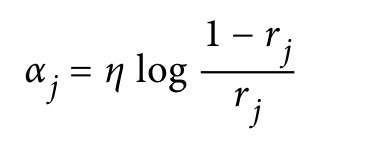 α_j = η log (1 − r_j) / r_j